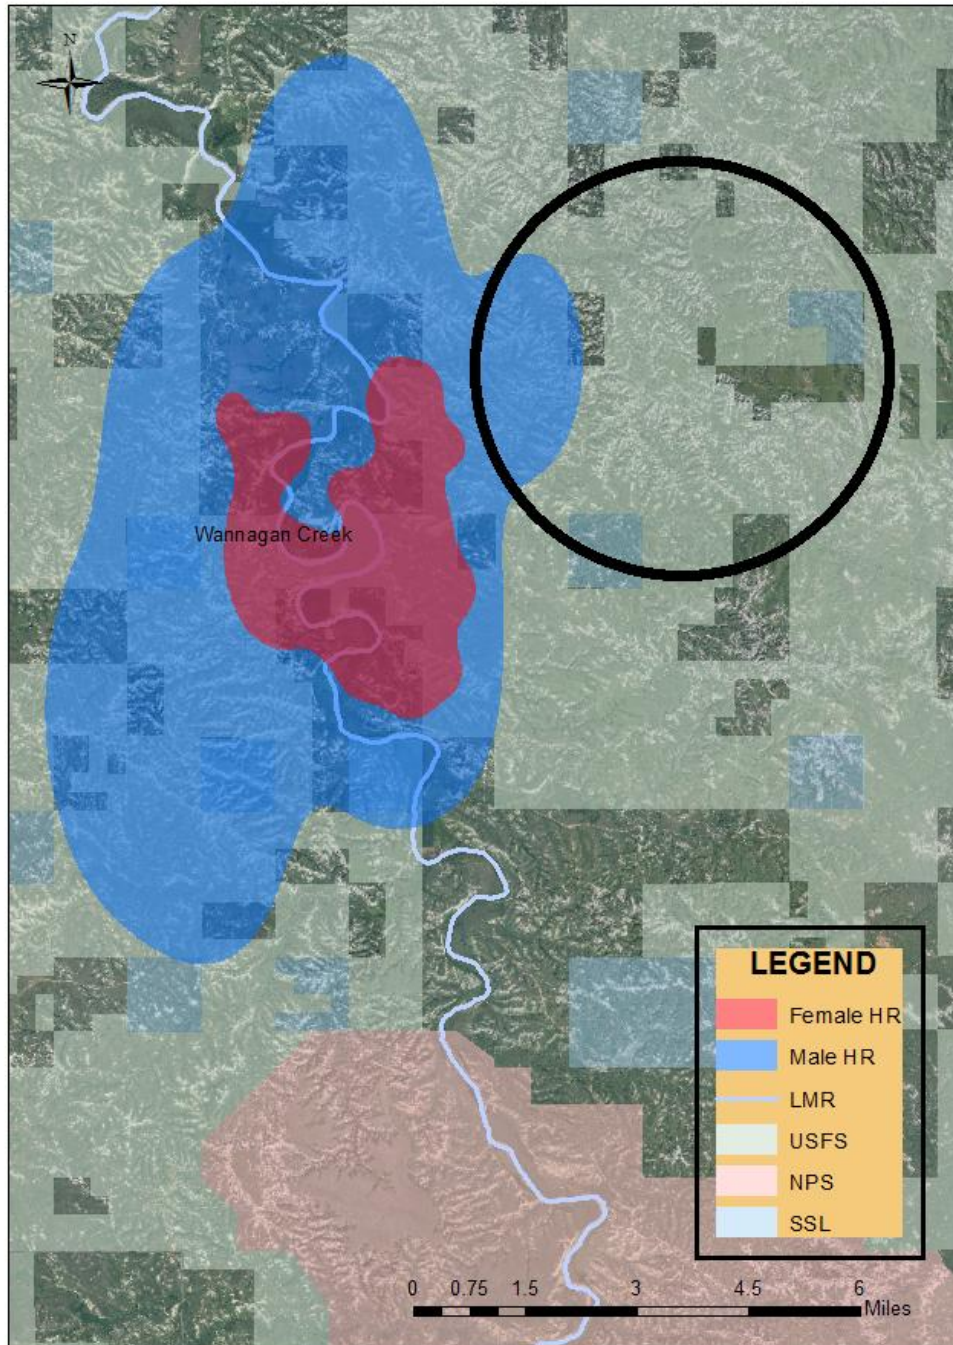 N
Wannagan Creek
LEGEND
Female HR
Male HR
LMR
USFS
NPS
SSL
0 0.75 1.5 3 4.5 6
Miles